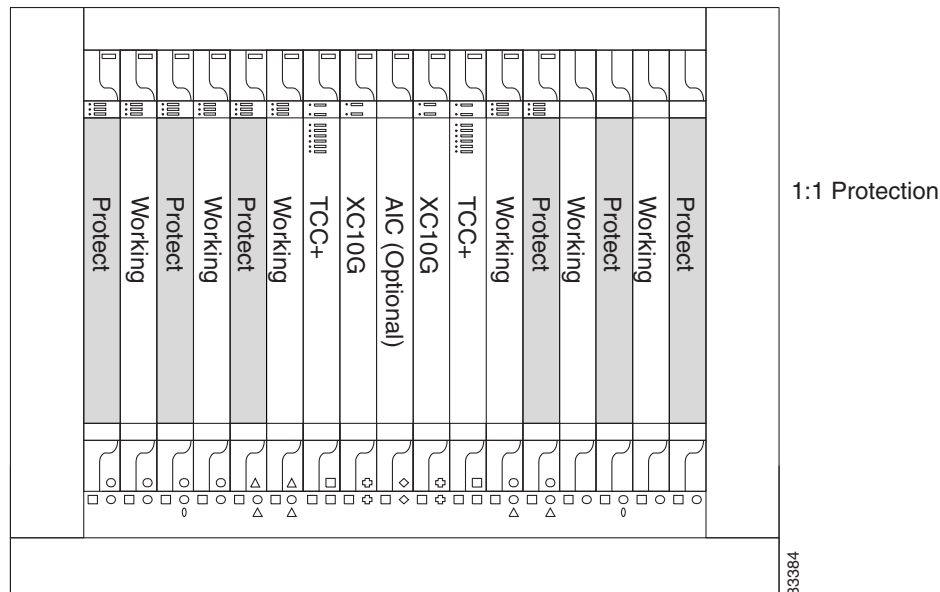 Protect
Working
Protect
Working
Protect
Working
TCC+
XC10G
AIC (Optional)
XC10G
TCC+
Working
Protect
Working
Protect
Working
Protect
1:1 Protection
33384